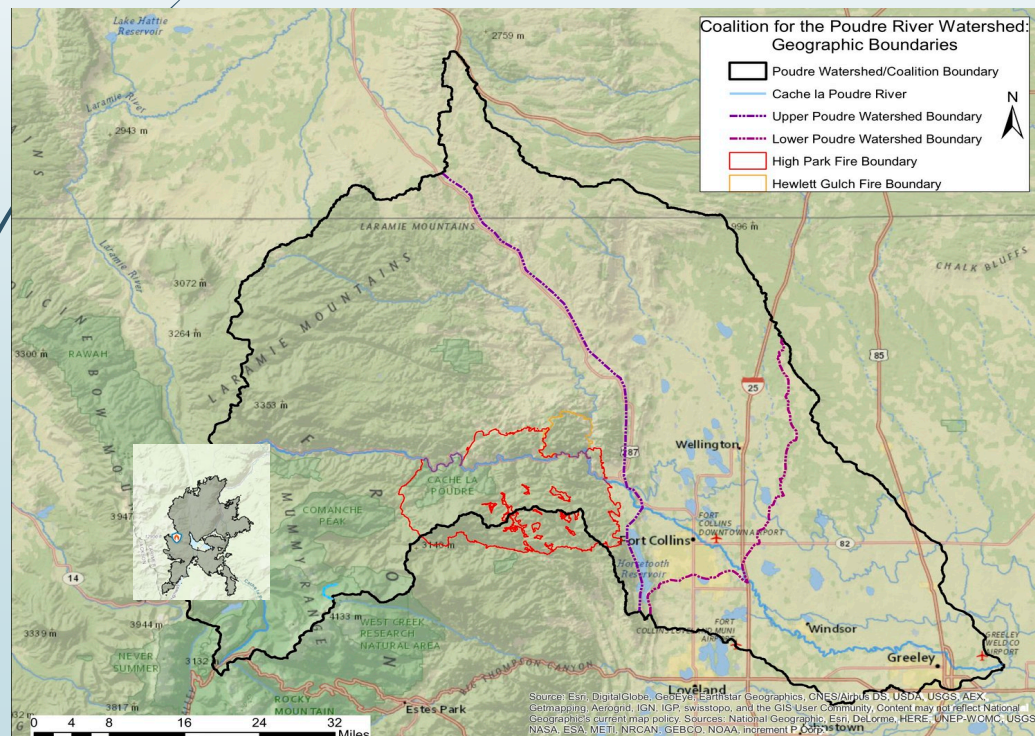 Coalition for the Poudre River Watershed:
Geographic Boundaries
Poudre Watershed/Coalition Boundary
Cache la Poudre River
Upper Poudre Watershed Boundary
Lower Poudre Watershed Boundary
High Park Fire Boundary
Hewlett Gulch Fire Boundary
N
Lake Hattie
Reservoir
2759 m
Laramie River
2943 m
996 m
LARAMIE MOUNTAINS
CHALK BLUFFS
Laramie River
3072 m
LARAMIE MOUNTAINS
3264 m
3300 m
RAWAH
85
25
3353 m
Wellington
87
CACHE LA
POUDRE
COMANCHE
PEAK
MUMMY RANGE
FORT
COLLINS
DOWNTOWN AIRPORT
Fort Collins
82
Horsetooth
Reservoir
14
4133 m
WEST CREEK
RESEARCH
NATURAL AREA
3944 m
3339 m
NEVER
SUMMER
3132 m
FORT
Windsor
GREELEY
WELD CO
AIRPORT
Greeley
BIG THOMPSON CANYON
ROCKY
MOUNTAIN
3817 m
Estes Park
Loveland
Source: Esri, DigitalGlobe, GeoEye, Earthstar Geographics, CNES/Airbus DS, USDA, USGS, AEX,
Getmapping, Aerogrid, IGN, IGP, swisstopo, and the GIS User Community, Content may not reflect National
Geographic's current map policy. Sources: National Geographic, Esri, DeLorme, HERE, UNEP-WCMC, USGS,
NASA, ESA, METI, NRCAN, GEBCO, NOAA, increment P Corp.
0 4 8 16 24 32
Miles